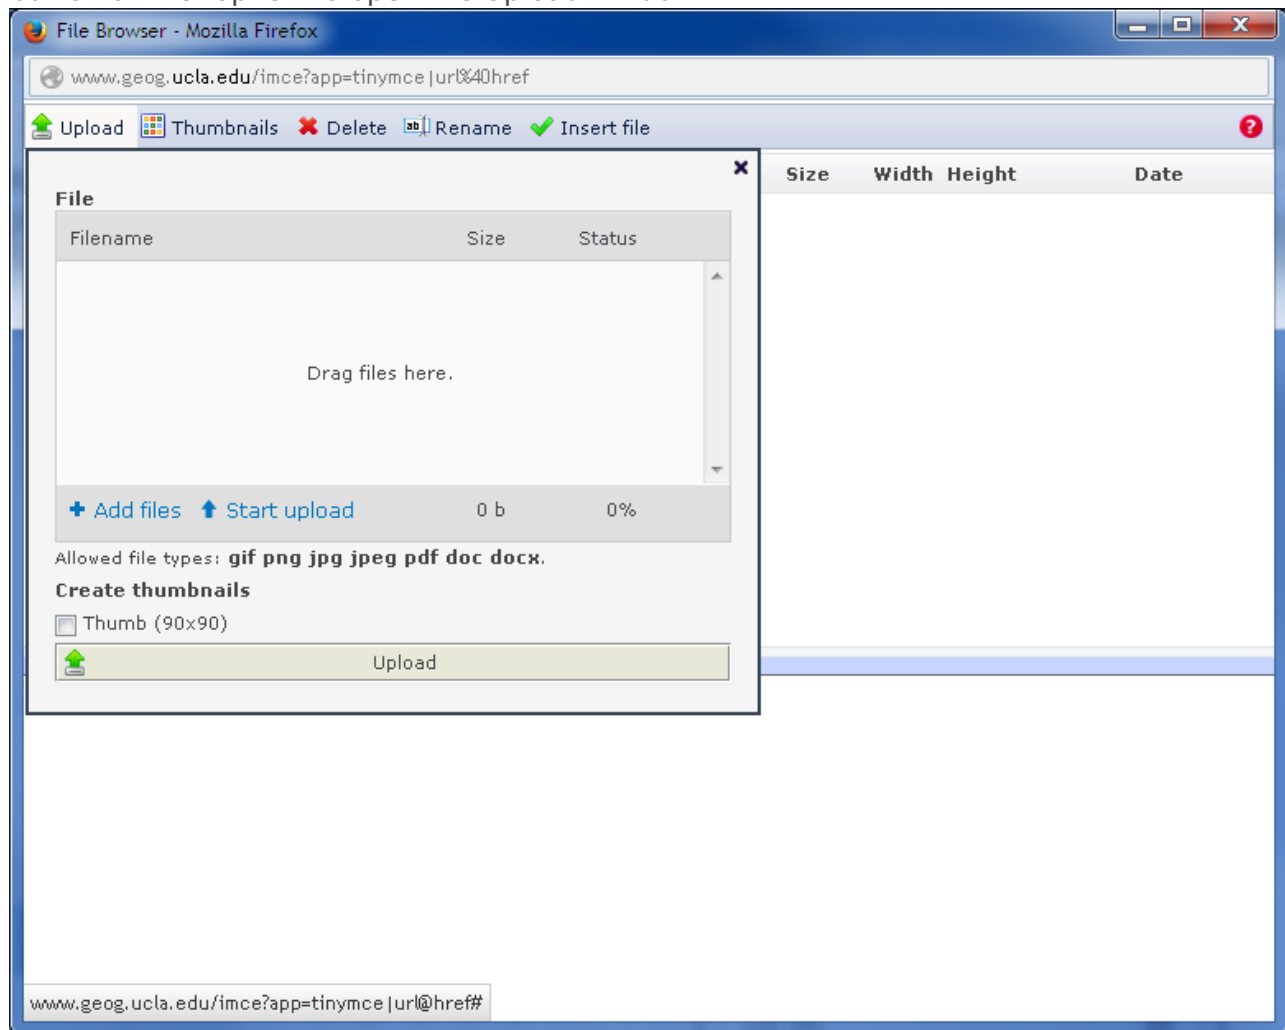 File Browser - Mozilla Firefox
www.geog.ucla.edu/imce?app=tinymce|url%40href
Upload Thumbnails Delete Rename Insert file
Size Width Height Date
File
Filename Size Status
Drag files here.
Add files Start upload 0 b 0%
Allowed file types: gif png jpg jpeg pdf doc docx.
Create thumbnails
Thumb (90x90)
Upload
www.geog.ucla.edu/imce?app=tinymce|url@href#